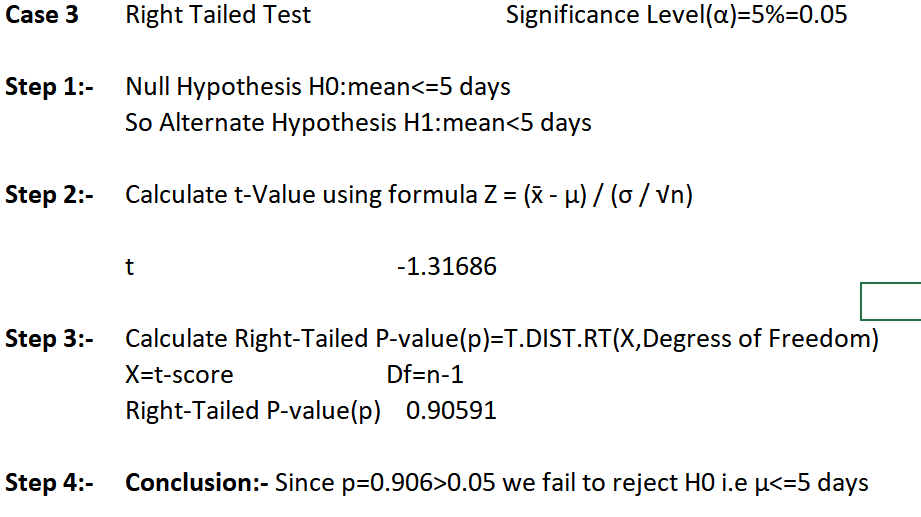 Case 3 Right Tailed Test Significance Level(α)=5%=0.05
Step 1:- Null Hypothesis H0:mean<=5 days
So Alternate Hypothesis H1:mean<5 days
Step 2:- Calculate t-Value using formula Z = (x̄ - μ) / (σ / √n)
t -1.31686
Step 3:- Calculate Right-Tailed P-value(p)=T.DIST.RT(X,Degress of Freedom)
X=t-score Df=n-1
Right-Tailed P-value(p) 0.90591
Step 4:- Conclusion:- Since p=0.906>0.05 we fail to reject H0 i.e μ<=5 days